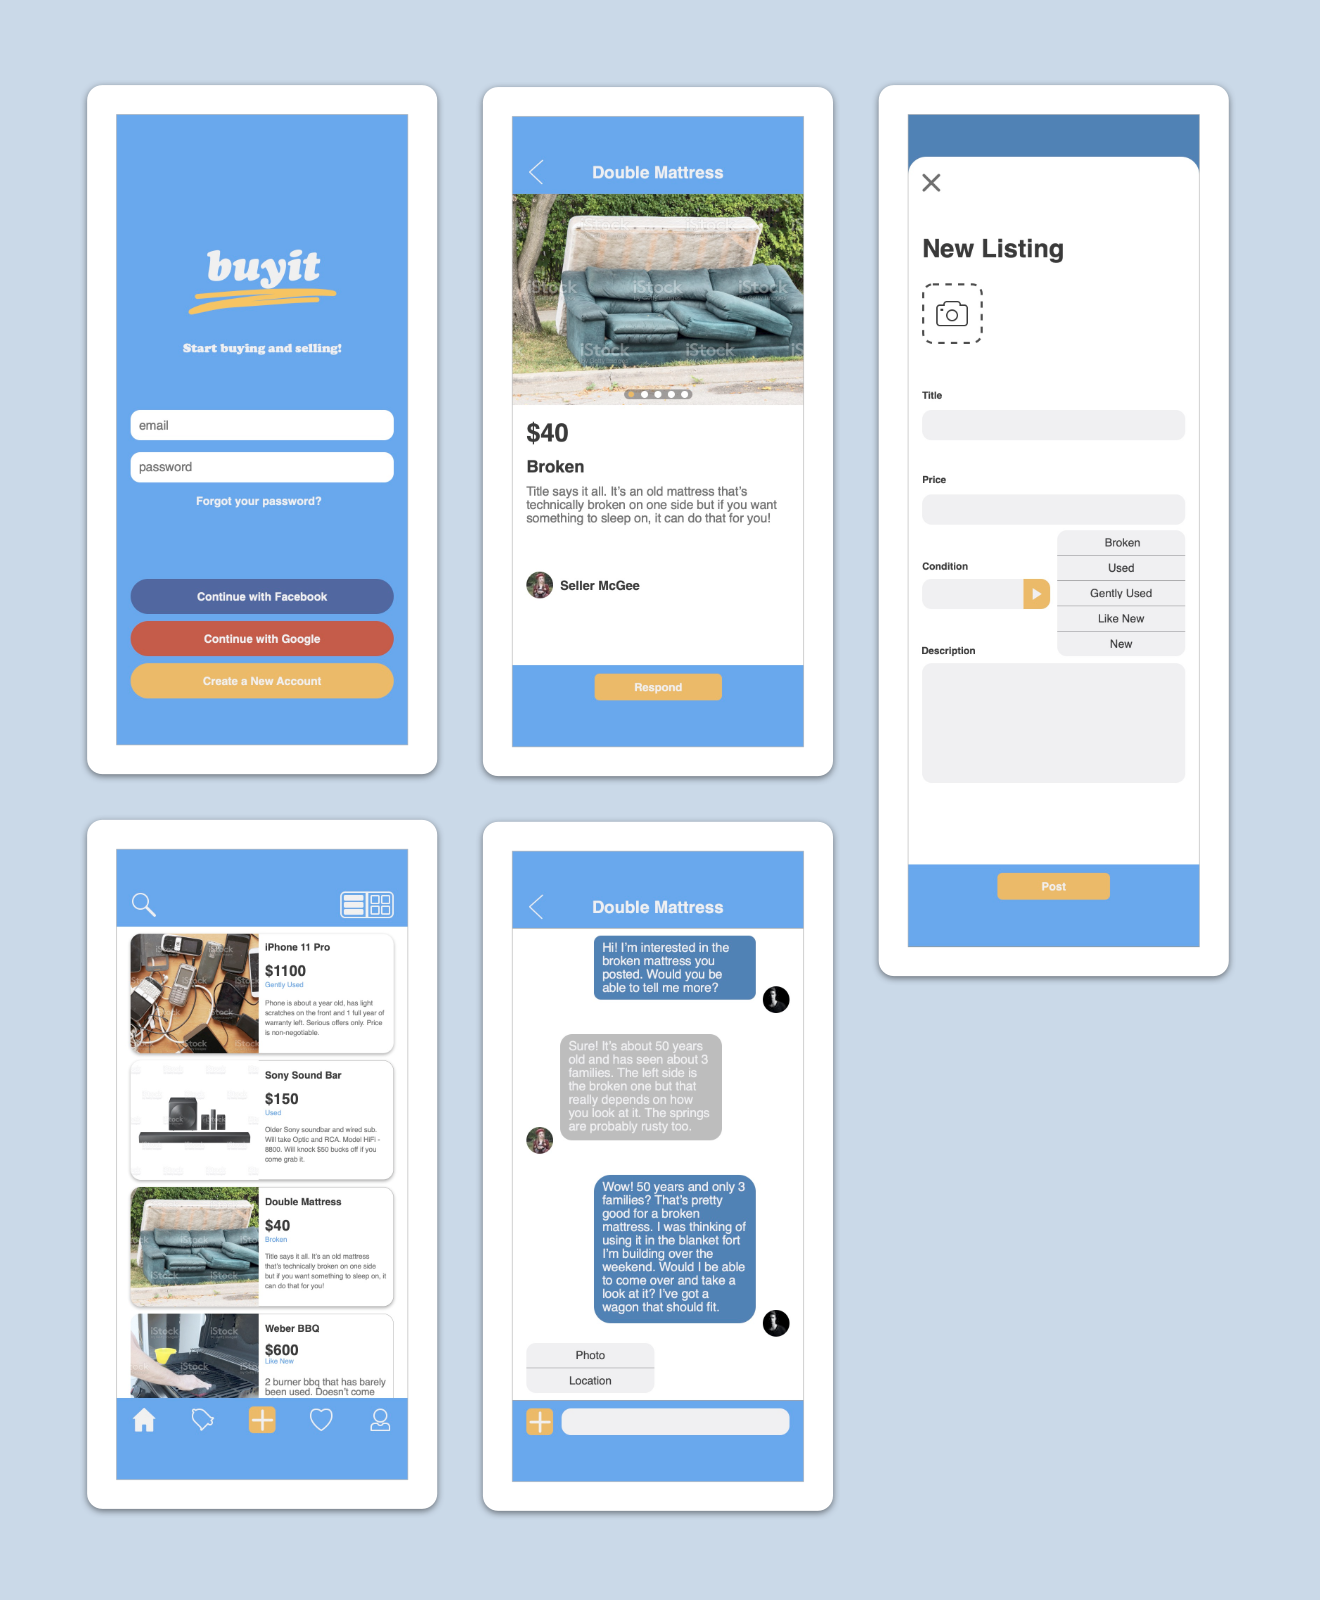 buyit
Start buying and selling!
email
password
Forgot your password?
Continue with Facebook
Continue with Google
Create a New Account
Double Mattress
iStock
iStock
iStock
iStock
$40
Broken
Title says it all. It's an old mattress that's
technically broken on one side but if you want
something to sleep on, it can do that for you!
Seller McGee
Respond
New Listing
Title
Price
Condition
Broken
Used
Gently Used
Like New
New
Description
Post
iPhone 11 Pro
$1100
Gently Used
Phone is about a year old, has light
scratches on the front and 1 full year of
warranty left. Serious offers only. Price
is non-negotiable.
iStock
Sony Sound Bar
$150
Used
Older Sony soundbar and wired sub.
Will take Optic and RCA. Model HiFi -
8800. Will knock $50 bucks off if you
come grab it.
Double Mattress
$40
Broken
Title says it all. It's an old mattress
that's technically broken on one side
but if you want something to sleep on, it
can do that for you!
Weber BBQ
$600
Like New
2 burner bbq that has barely
been used. Doesn't come
iStock
iStock
Double Mattress
Hi! I'm interested in the
broken mattress you
posted. Would you be
able to tell me more?
Sure! It's about 50 years
old and has seen about 3
families. The left side is
the broken one but that
really depends on how
you look at it. The springs
are probably rusty too.
Wow! 50 years and only 3
families? That's pretty
good for a broken
mattress. I was thinking of
using it in the blanket fort
I'm building over the
weekend. Would I be able
to come over and take a
look at it? I've got a
wagon that should fit.
Photo
Location